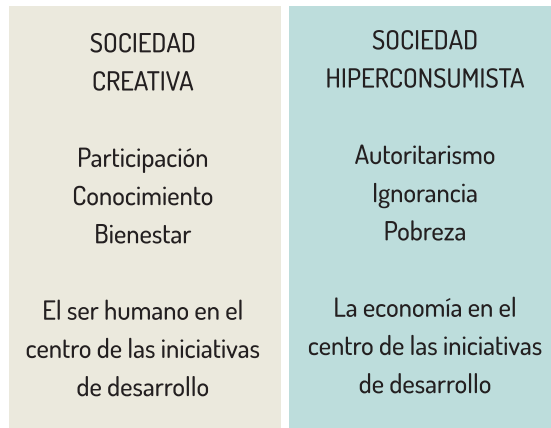 SOCIEDAD
CREATIVA
Participación
Conocimiento
Bienestar
El ser humano en el
centro de las iniciativas
de desarrollo
SOCIEDAD
HIPERCONSUMISTA
Autoritarismo
Ignorancia
Pobreza
La economía en el
centro de las iniciativas
de desarrollo